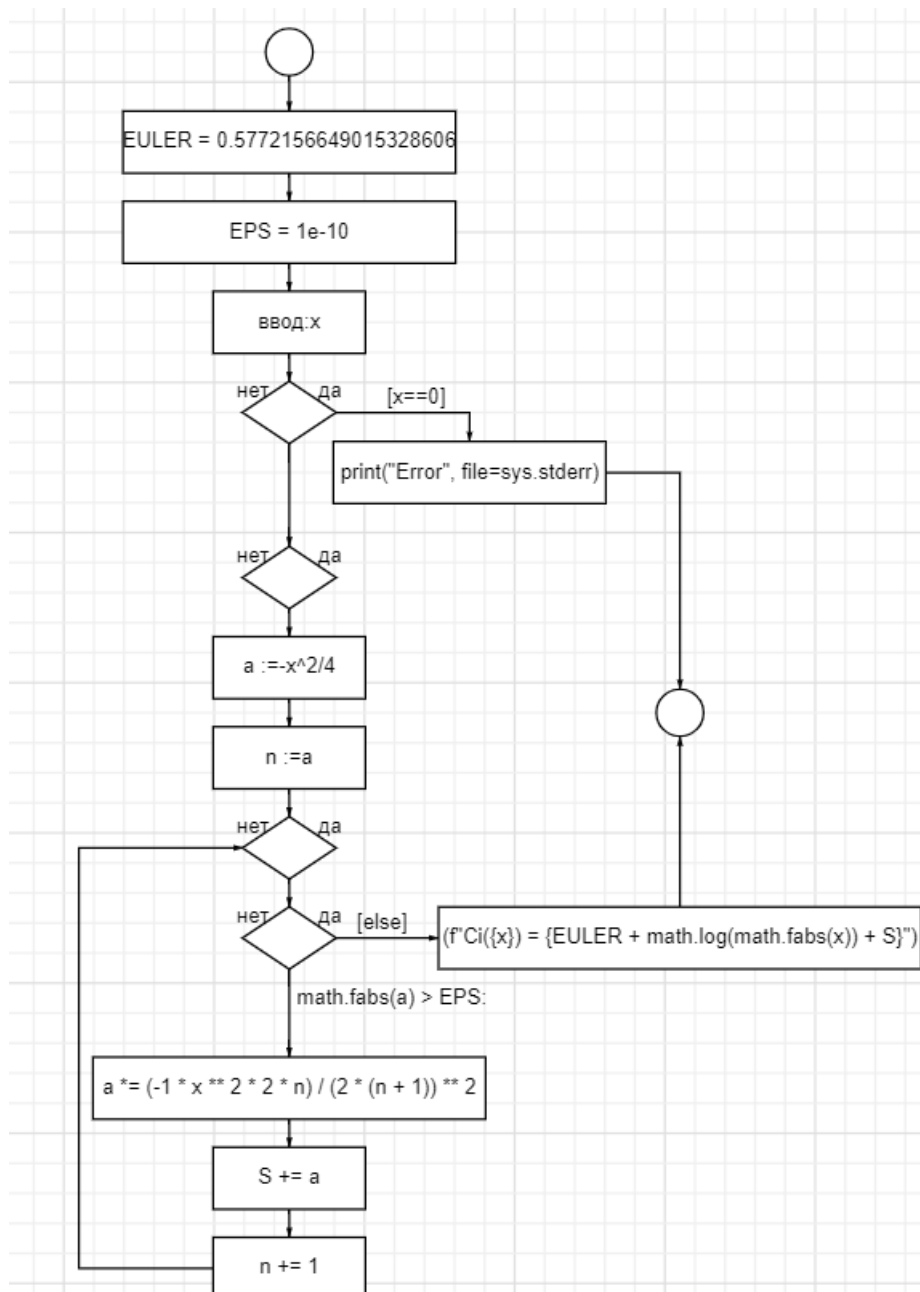 EULER = 0.5772156649015328606
EPS = 1e-10
ввод:x
нет да [x==0]
print("Error", file=sys.stderr)
нет да
a :=-x^2/4
n :=a
нет да
нет да [else]
(f"Ci({x}) = {EULER + math.log(math.fabs(x)) + S}")
math.fabs(a) > EPS:
a *= (-1 * x ** 2 * 2 * n) / (2 * (n + 1)) ** 2
S += a
n += 1